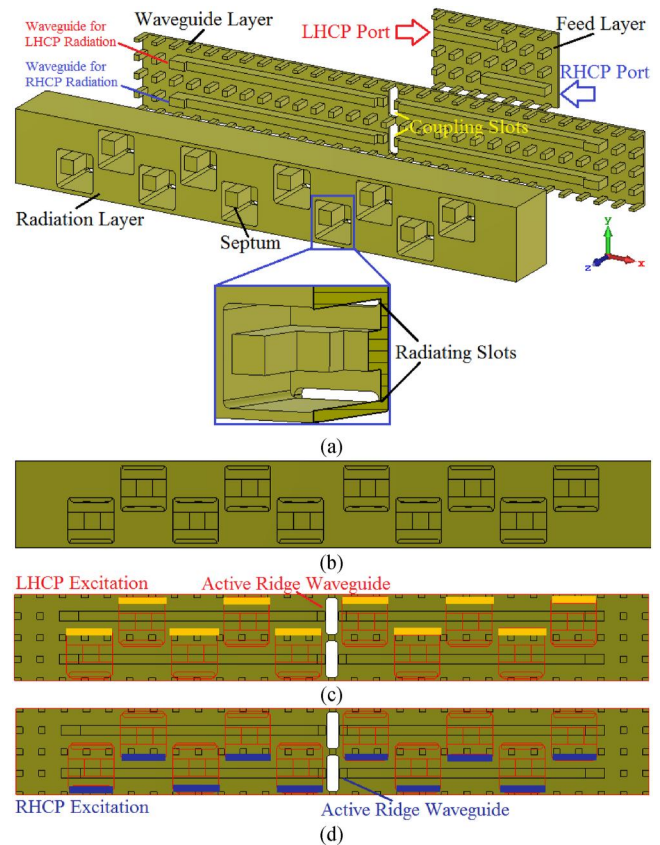 Waveguide Layer
Waveguide for
LHCP Radiation
LHCP Port
Feed Layer
Waveguide for
RHCP Radiation
RHCP Port
Coupling Slots
Radiation Layer
Septum
y
z
x
Radiating Slots
(a)
(b)
LHCP Excitation
Active Ridge Waveguide
(c)
RHCP Excitation
Active Ridge Waveguide
(d)